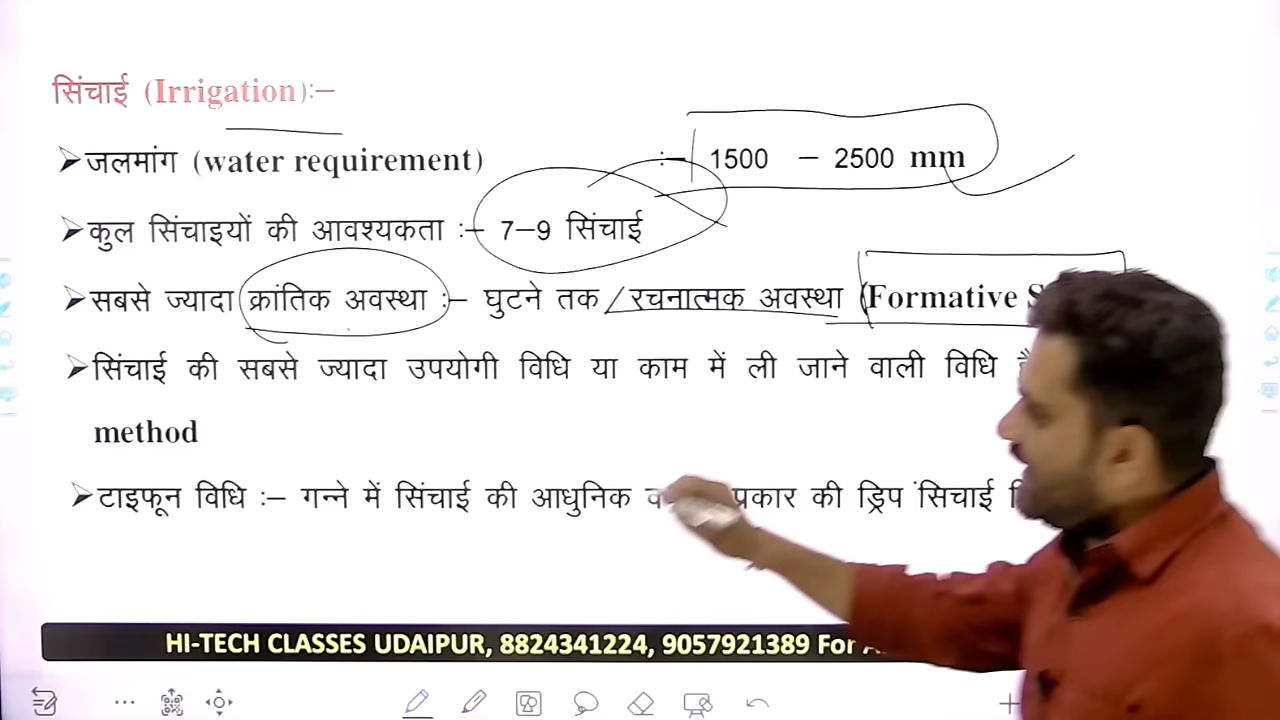 सिंचाई (Irrigation):–
➤जलमांग (water requirement) :– 1500 – 2500 mm
➤कुल सिंचाइयों की आवश्यकता :– 7–9 सिंचाई
➤सबसे ज्यादा क्रांतिक अवस्था :– घुटने तक /रचनात्मक अवस्था (Formative
➤सिंचाई की सबसे ज्यादा उपयोगी विधि या काम में ली जाने वाली विधि
method
➤टाइफून विधि :– गन्ने में सिंचाई की आधुनिक प्रकार की ड्रिप सिचाई
HI-TECH CLASSES UDAIPUR, 8824341224, 9057921389 For